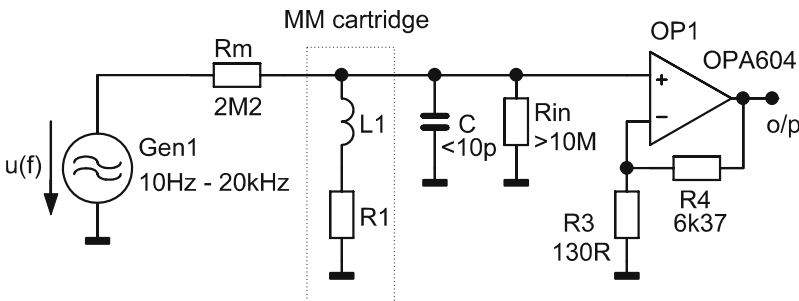 MM cartridge
Rm
2M2
OP1
OPA604
+
−
o/p
u(f)
Gen1
10Hz - 20kHz
L1
R1
C
<10p
Rin
>10M
R3
130R
R4
6k37